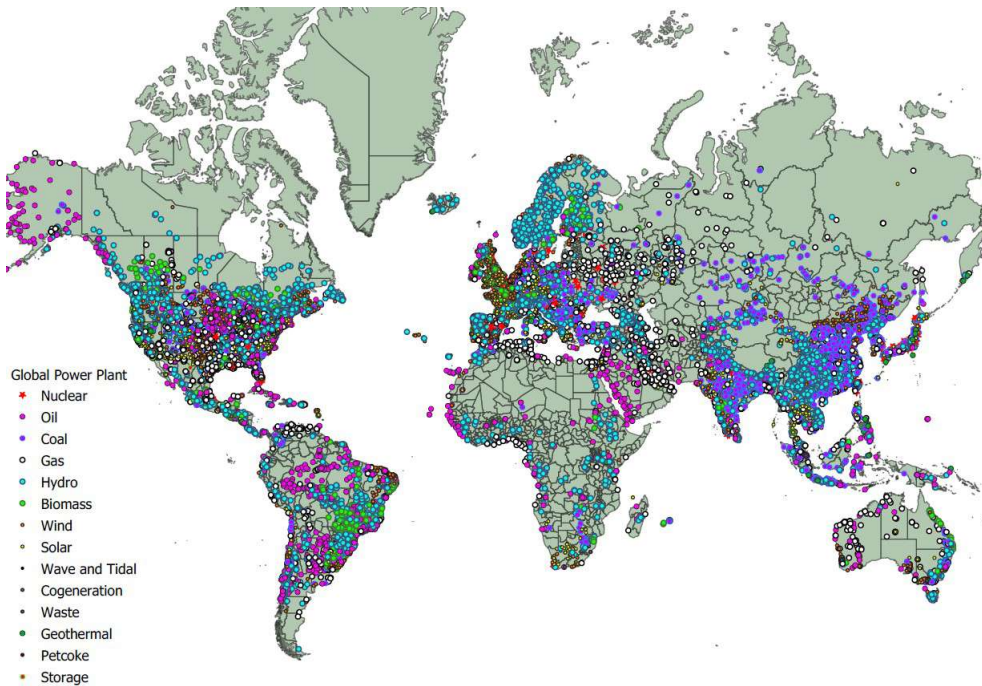 Global Power Plant
Nuclear
Oil
Coal
Gas
Hydro
Biomass
Wind
Solar
Wave and Tidal
Cogeneration
Waste
Geothermal
Petcoke
Storage